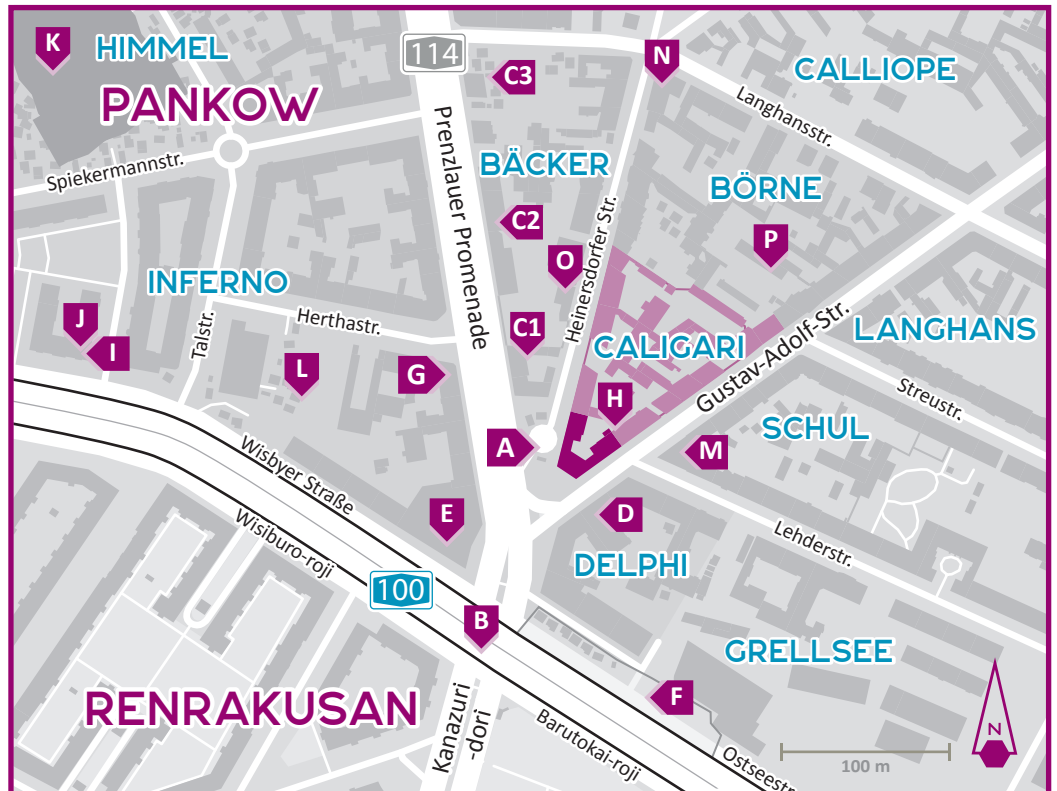 K
HIMMEL
114
N
C3
CALLIOPE
PANKOW
Langhansstr.
Prenzlauer Promenade
Spiekermannstr.
BÄCKER
BÖRNE
C2
Heinersdorfer Str.
P
O
INFERNO
J
I
Talstr.
Herthastr.
C1
CALIGARI
Gustav-Adolf-Str.
LANGHANS
L
G
H
Streustr.
SCHUL
A
M
Wisbyer Straße
E
D
Wisiburo-roji
Lehderstr.
DELPHI
100
B
GRELLSEE
RENRAKUSAN
Kanazuri
-dori
F
Barutokai-roji
Ostseestr
N
100 m